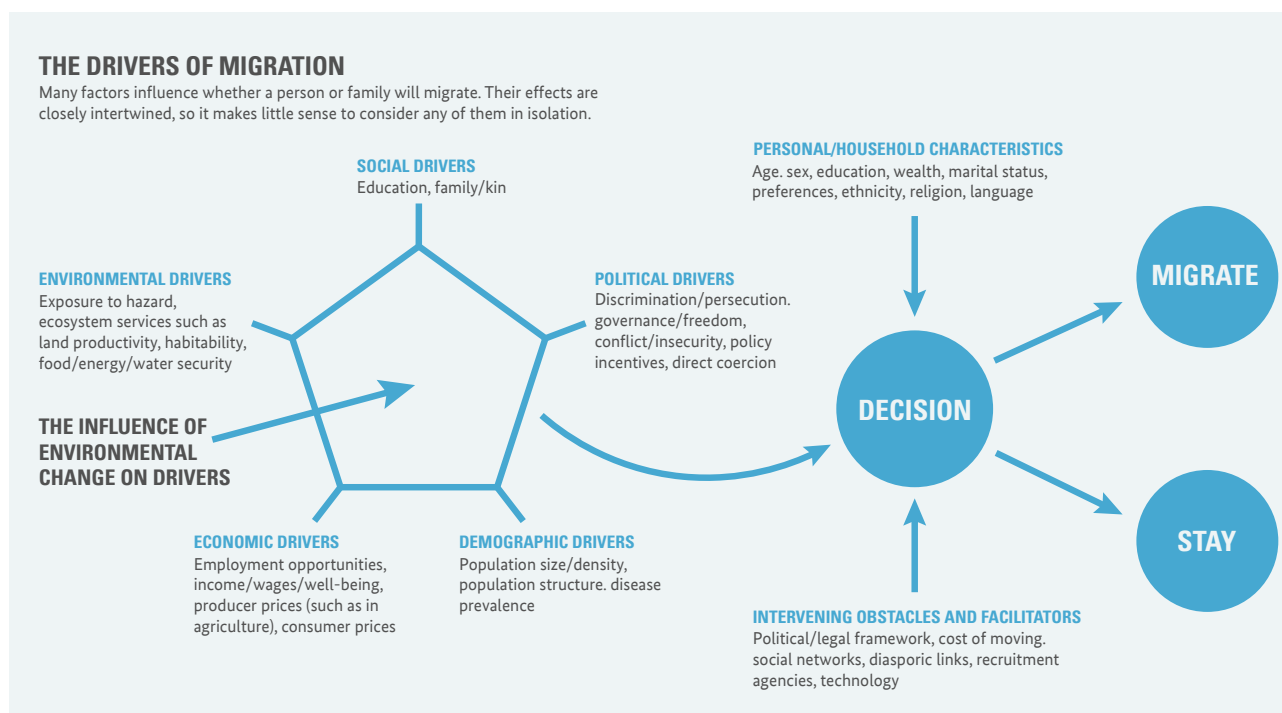 THE DRIVERS OF MIGRATION
Many factors influence whether a person or family will migrate. Their effects are
closely intertwined, so it makes little sense to consider any of them in isolation.
SOCIAL DRIVERS
Education, family/kin
ENVIRONMENTAL DRIVERS
Exposure to hazard,
ecosystem services such as
land productivity, habitability,
food/energy/water security
POLITICAL DRIVERS
Discrimination/persecution.
governance/freedom,
conflict/insecurity, policy
incentives, direct coercion
THE INFLUENCE OF
ENVIRONMENTAL
CHANGE ON DRIVERS
ECONOMIC DRIVERS
Employment opportunities,
income/wages/well-being,
producer prices (such as in
agriculture), consumer prices
DEMOGRAPHIC DRIVERS
Population size/density,
population structure. disease
prevalence
PERSONAL/HOUSEHOLD CHARACTERISTICS
Age. sex, education, wealth, marital status,
preferences, ethnicity, religion, language
DECISION
MIGRATE
STAY
INTERVENING OBSTACLES AND FACILITATORS
Political/legal framework, cost of moving.
social networks, diasporic links, recruitment
agencies, technology